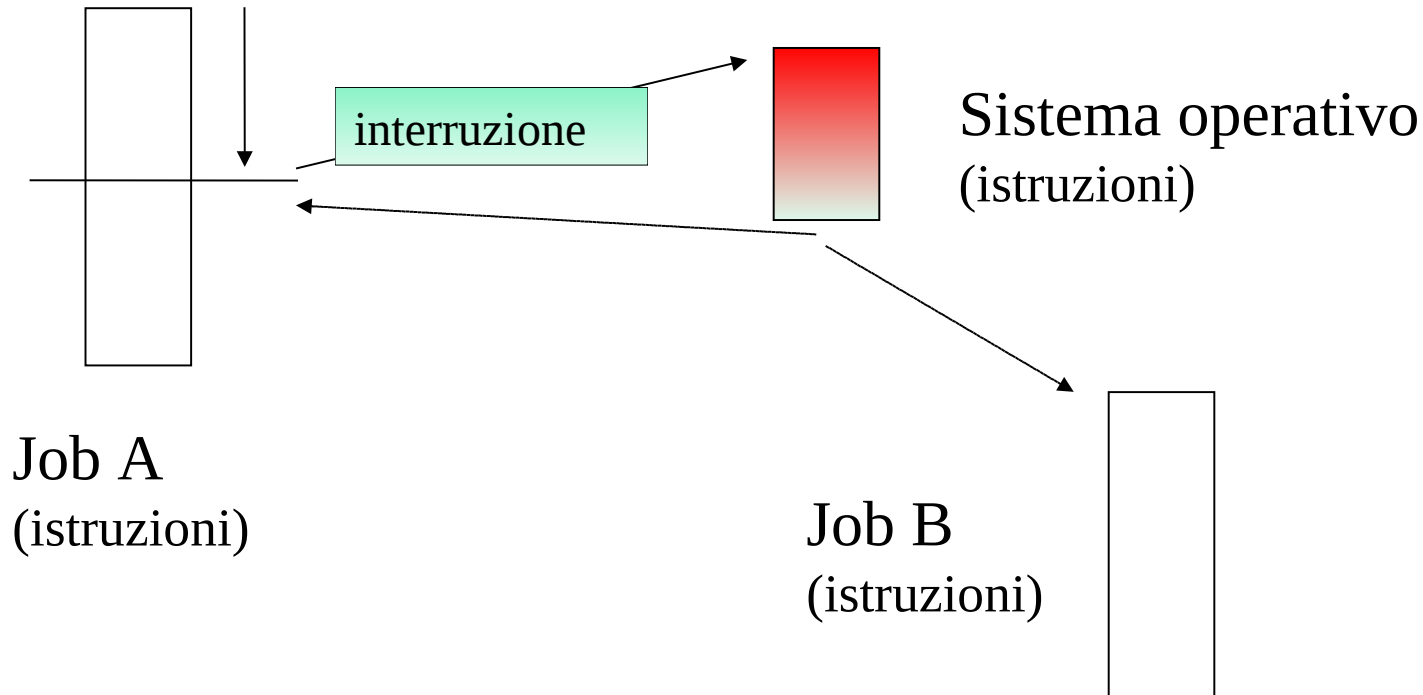 interruzione
Sistema operativo
(istruzioni)
Job A
(istruzioni)
Job B
(istruzioni)